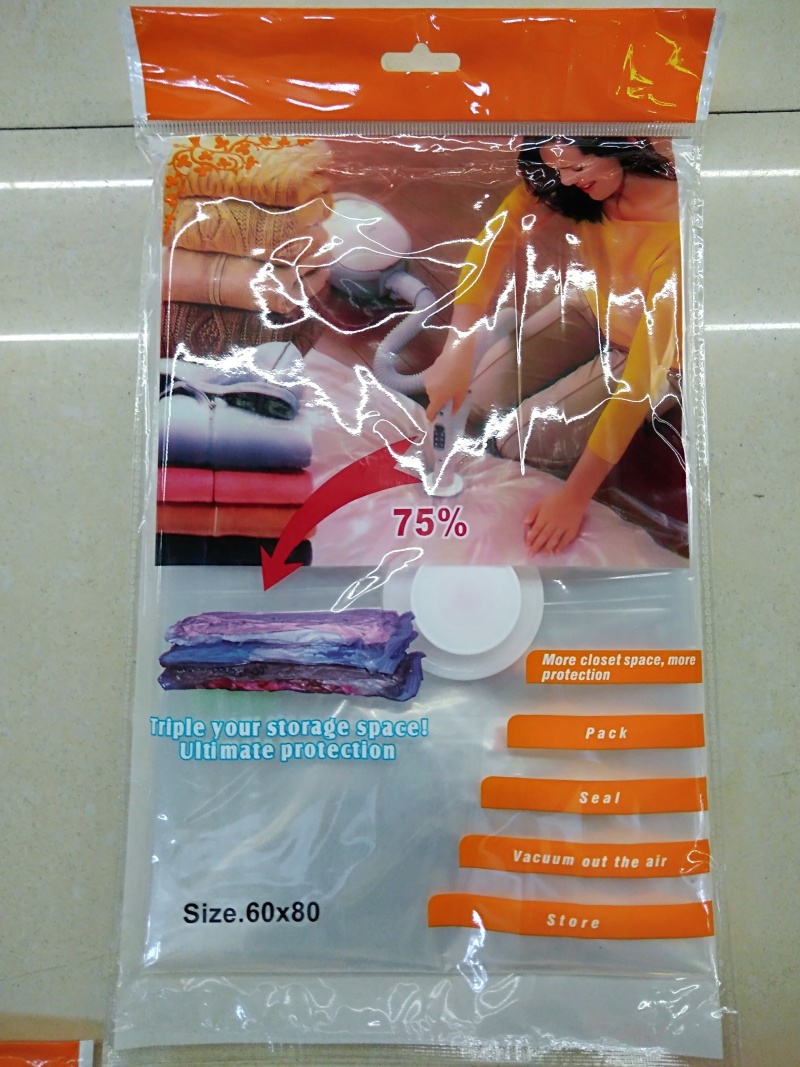 75%
More closet space, more
protection
Triple your storage space!
Ultimate protection
Pack
Seal
Vacuum out the air
Size.60x80
Store